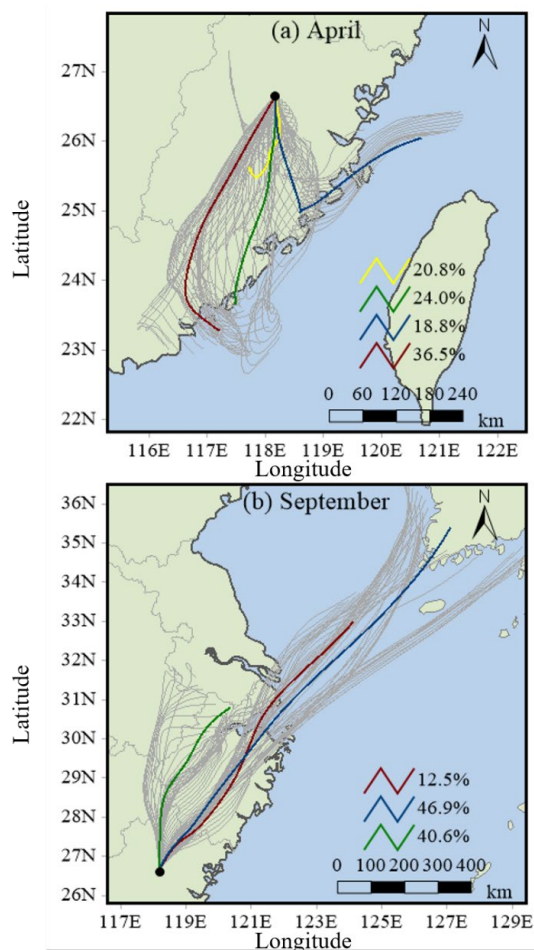 (a) April
N
27N
26N
25N
24N
23N
22N
Latitude
20.8%
24.0%
18.8%
36.5%
0 60 120 180 240
km
116E 117E 118E 119E 120E 121E 122E
Longitude
(b) September
N
36N
35N
34N
33N
32N
31N
30N
29N
28N
27N
26N
Latitude
12.5%
46.9%
40.6%
0 100 200 300 400
km
117E 119E 121E 123E 125E 127E 129E
Longitude